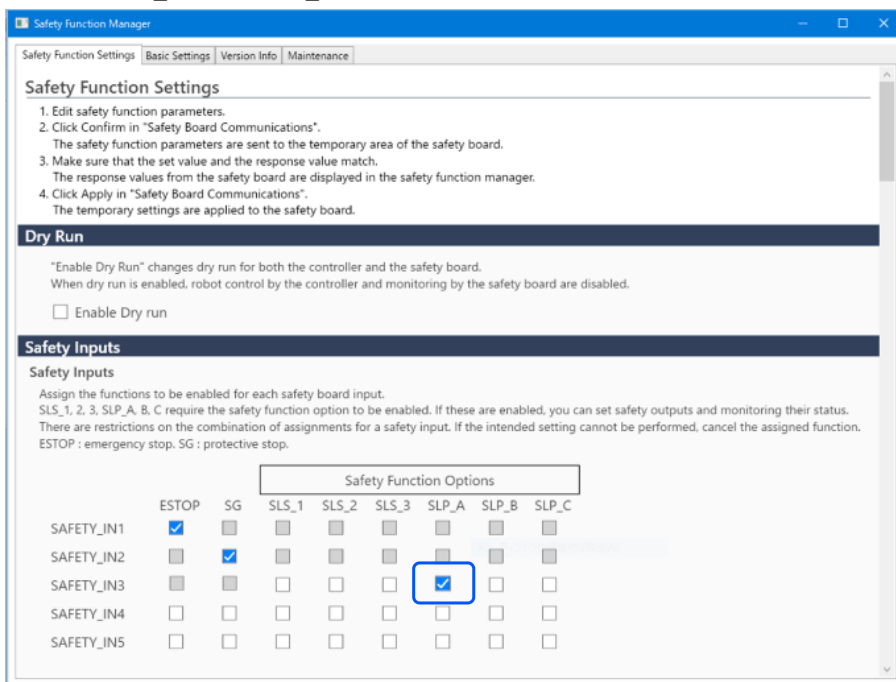 Safety Function Manager
Safety Function Settings Basic Settings Version Info Maintenance
Safety Function Settings
1. Edit safety function parameters.
2. Click Confirm in "Safety Board Communications".
The safety function parameters are sent to the temporary area of the safety board.
3. Make sure that the set value and the response value match.
The response values from the safety board are displayed in the safety function manager.
4. Click Apply in "Safety Board Communications".
The temporary settings are applied to the safety board.
Dry Run
"Enable Dry Run" changes dry run for both the controller and the safety board.
When dry run is enabled, robot control by the controller and monitoring by the safety board are disabled.
Enable Dry run
Safety Inputs
Safety Inputs
Assign the functions to be enabled for each safety board input.
SLS_1, 2, 3, SLP_A, B, C require the safety function option to be enabled. If these are enabled, you can set safety outputs and monitoring their status.
There are restrictions on the combination of assignments for a safety input. If the intended setting cannot be performed, cancel the assigned function.
ESTOP : emergency stop. SG : protective stop.
Safety Function Options
ESTOP SG SLS_1 SLS_2 SLS_3 SLP_A SLP_B SLP_C
SAFETY_IN1
SAFETY_IN2
SAFETY_IN3
SAFETY_IN4
SAFETY_IN5